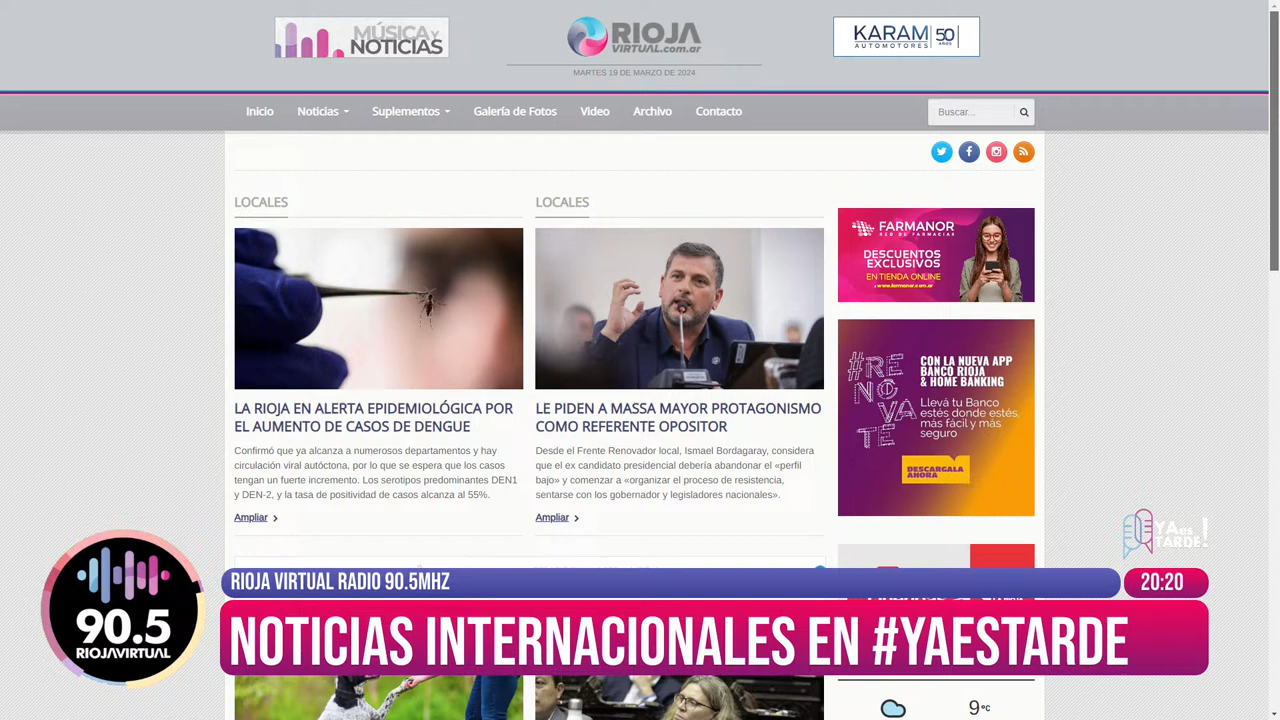 MÚSICA Y
NOTICIAS
RIOJA
VIRTUAL.com.ar
KARAM 50
AUTOMOTORES AÑOS
MARTES 19 DE MARZO DE 2024
Inicio Noticias Suplementos Galería de Fotos Video Archivo Contacto
Buscar...
LOCALES
LA RIOJA EN ALERTA EPIDEMIOLÓGICA POR
EL AUMENTO DE CASOS DE DENGUE
Confirmó que ya alcanza a numerosos departamentos y hay
circulación viral autóctona, por lo que se espera que los casos
tengan un fuerte incremento. Los serotipos predominantes DEN1
y DEN-2, y la tasa de positividad de casos alcanza al 55%.
Ampliar
LOCALES
LE PIDEN A MASSA MAYOR PROTAGONISMO
COMO REFERENTE OPOSITOR
Desde el Frente Renovador local, Ismael Bordagaray, considera
que el ex candidato presidencial debería abandonar el «perfil
bajo» y comenzar a «organizar el proceso de resistencia,
sentarse con los gobernador y legisladores nacionales».
Ampliar
FARMANOR
RED DE FARMACIAS
DESCUENTOS
EXCLUSIVOS
EN TIENDA ONLINE
www.farmanor.com.ar
#RE
NO
VA
TE
CON LA NUEVA APP
BANCO RIOJA
& HOME BANKING
Llevá tu Banco
estés donde estés,
más fácil y más
seguro
DESCARGALA
AHORA
YA es
TARDE!
RIOJA VIRTUAL RADIO 90.5MHZ
20:20
90.5
RIOJAVIRTUAL
NOTICIAS INTERNACIONALES EN #YAESTARDE
9°C